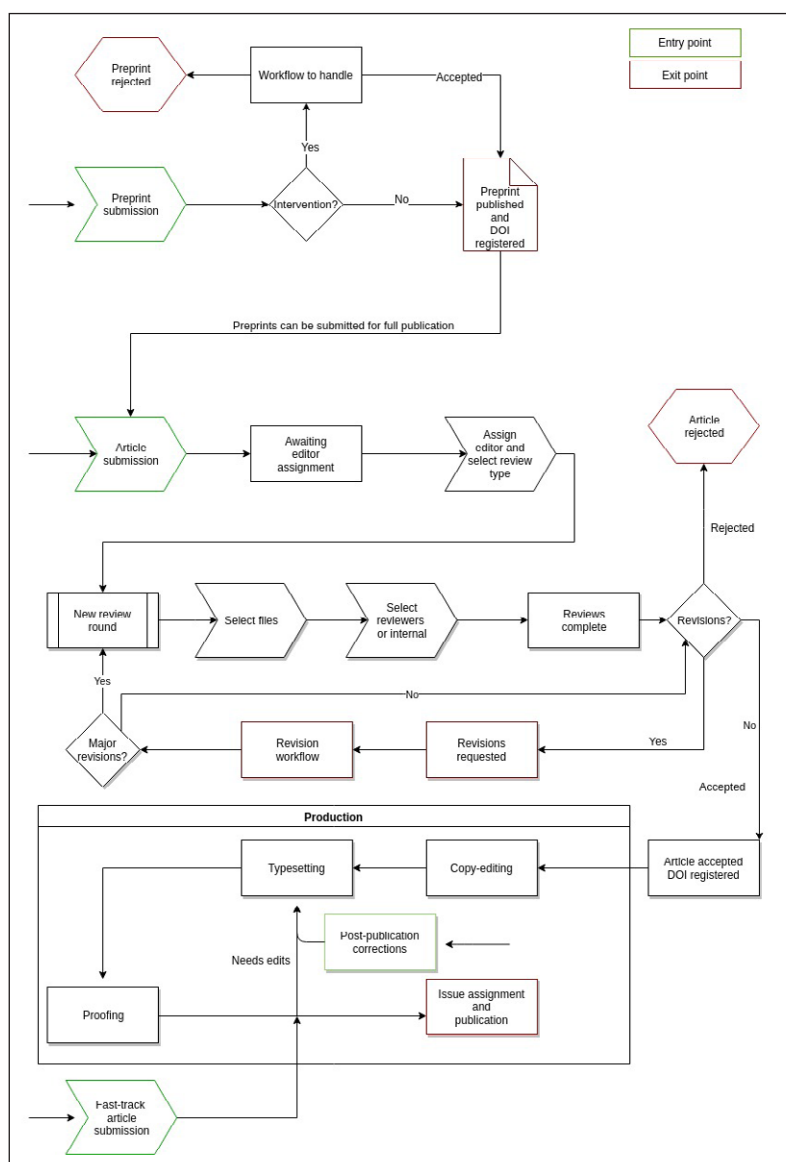 Preprint
rejected
Workflow to handle
Accepted
Entry point
Exit point
Yes
Preprint
submission
Intervention?
No
Preprint
published
and
DOI
registered
Preprints can be submitted for full publication
Article
submission
Awaiting
editor
assignment
Assign
editor and
select review
type
Article
rejected
Rejected
New review
round
Select files
Select
reviewers
or internal
Reviews
complete
Revisions?
Yes
No
No
Major
revisions?
Revision
workflow
Revisions
requested
Yes
Accepted
Production
Typesetting
Copy-editing
Article accepted
DOI registered
Post-publication
corrections
Needs edits
Proofing
Issue assignment
and
publication
Fast-track
article
submission